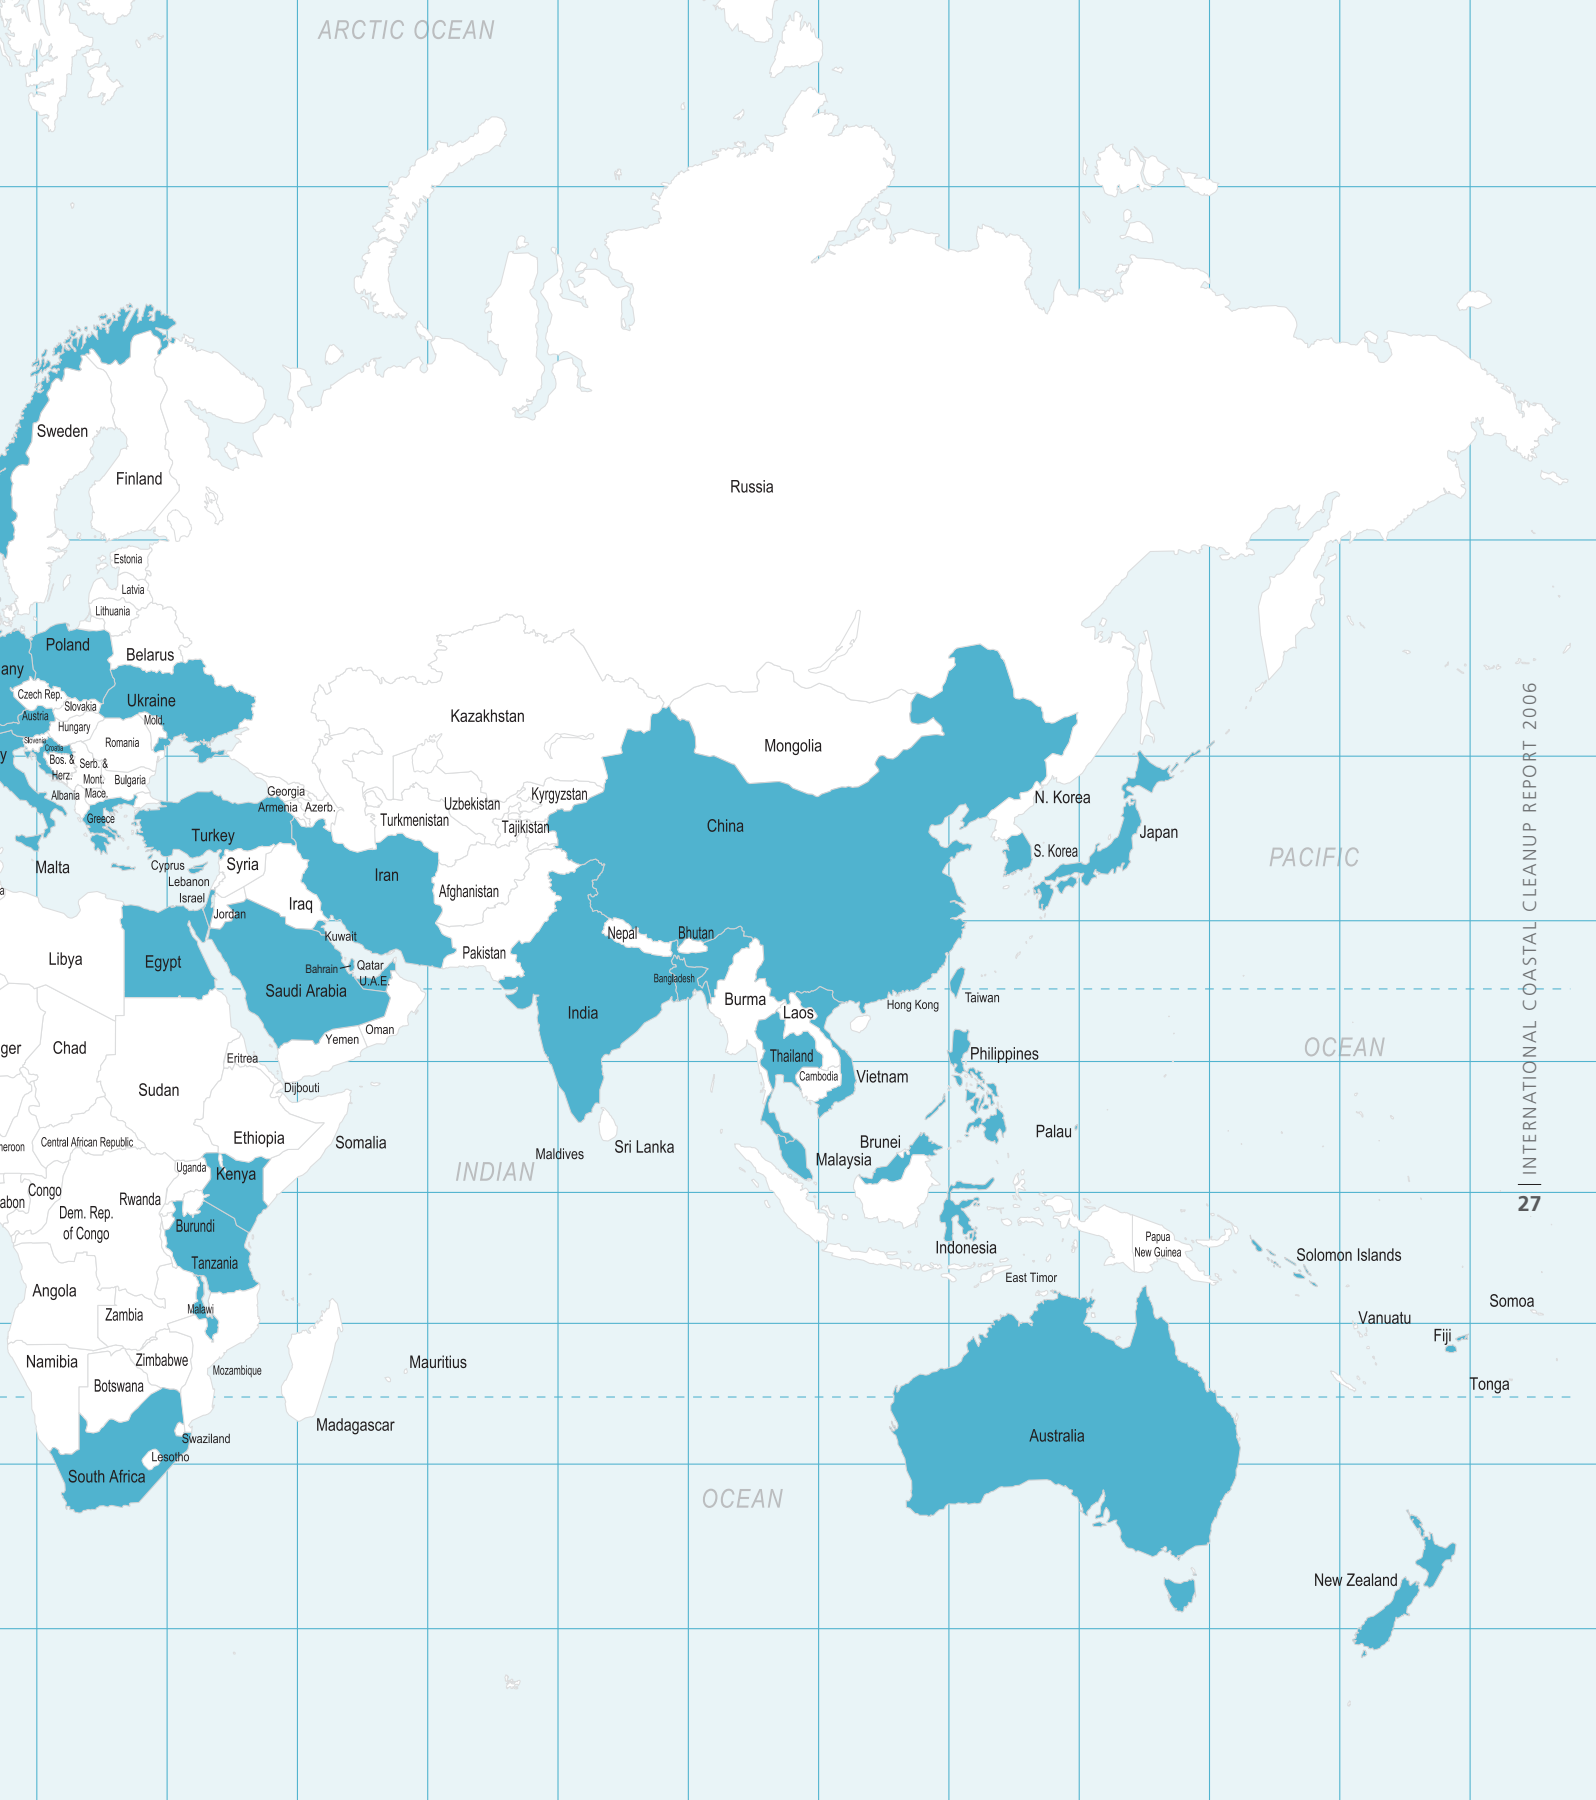 ARCTIC OCEAN
Sweden
Finland
Russia
Estonia
Latvia
Lithuania
Poland
Belarus
any
Czech Rep.
Ukraine
Slovakia
Austria
Mold.
Kazakhstan
Hungary
Slovenia
Romania
Croatia
Mongolia
y
Bos. &
Herz.
Serb. &
Mont.
Bulgaria
Albania
Mace.
Georgia
Armenia
Azerb.
Uzbekistan
Kyrgyzstan
N. Korea
Greece
Turkmenistan
Tajikistan
China
Turkey
Japan
S. Korea
PACIFIC
Malta
Cyprus
Syria
Iran
Lebanon
Israel
a
Afghanistan
Iraq
Jordan
Kuwait
Nepal
Bhutan
Pakistan
Libya
Egypt
Bahrain
Qatar
U.A.E.
Bangladesh
Saudi Arabia
Burma
Taiwan
Hong Kong
India
Laos
Oman
Yemen
ger
Chad
Eritrea
Thailand
Philippines
OCEAN
Cambodia
Vietnam
Sudan
Dijbouti
Ethiopia
Central African Republic
Somalia
neroon
Palau
Brunei
Sri Lanka
Maldives
Malaysia
INDIAN
Uganda
Kenya
Congo
Rwanda
abon
Dem. Rep.
of Congo
Burundi
Papua
New Guinea
Indonesia
Solomon Islands
Tanzania
East Timor
Angola
Malawi
Zambia
Somoa
Vanuatu
Fiji
Namibia
Zimbabwe
Mozambique
Mauritius
Botswana
Tonga
Madagascar
Swaziland
Australia
Lesotho
South Africa
OCEAN
New Zealand
INTERNATIONAL COASTAL CLEANUP REPORT 2006
27